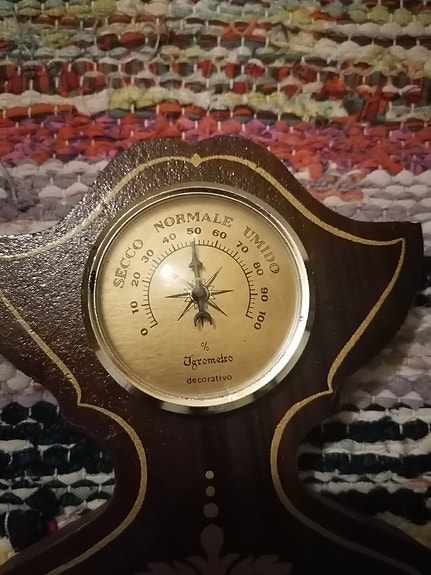 SECCO NORMALE UMIDO
0 10 20 30 40 50 60 70 80 90 100
%
Igrometro
decorativo